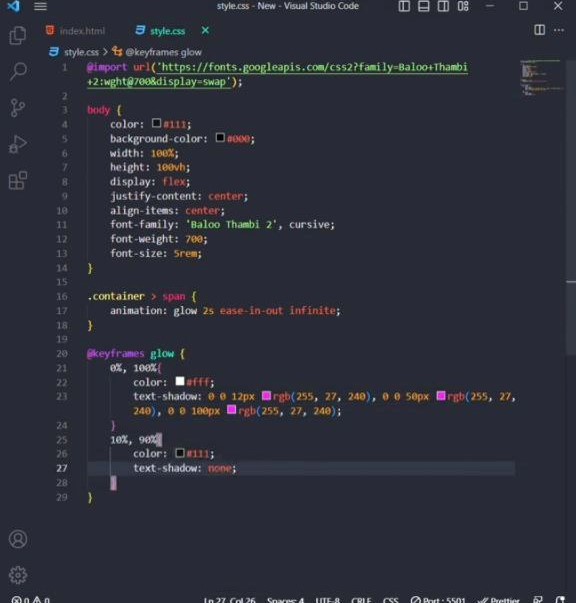 style.css - New - Visual Studio Code
index.html
style.css
style.css > @keyframes glow
1 @import url('https://fonts.googleapis.com/css2?family=Baloo+Thambi
+2:wght@700&display=swap');
2
3 body {
4 color: #111;
5 background-color: #000;
6 width: 100%;
7 height: 100vh;
8 display: flex;
9 justify-content: center;
10 align-items: center;
11 font-family: 'Baloo Thambi 2', cursive;
12 font-weight: 700;
13 font-size: 5rem;
14 }
15
16 .container > span {
17 animation: glow 2s ease-in-out infinite;
18 }
19
20 @keyframes glow {
21 0%, 100%{
22 color: #fff;
23 text-shadow: 0 0 12px rgb(255, 27, 240), 0 0 50px rgb(255, 27,
240), 0 0 100px rgb(255, 27, 240);
24 }
25 10%, 90%{
26 color: #111;
27 text-shadow: none;
28 }
29 }
0 0 Ln 27, Col 26 Spaces: 4 UTF-8 CRLF CSS Port : 5501 Prettier